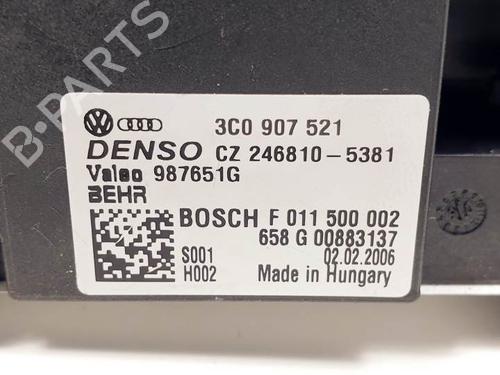 B-PARTS
3C0 907 521
DENSO CZ 246810-5381
Valeo 987651G
BEHR
BOSCH F 011 500 002
658 G 00883137
S001 02.02.2006
H002 Made in Hungary